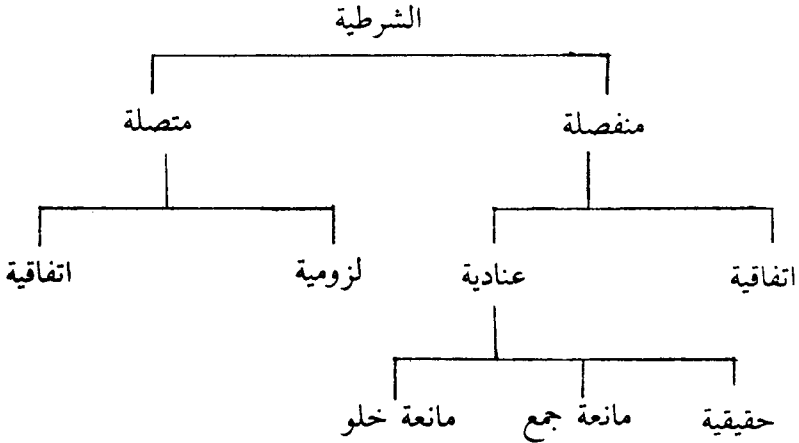 الشرطية
منفصلة متصلة
اتفاقية عنادية لزومية اتفاقية
حقيقية مانعة جمع مانعة خلو